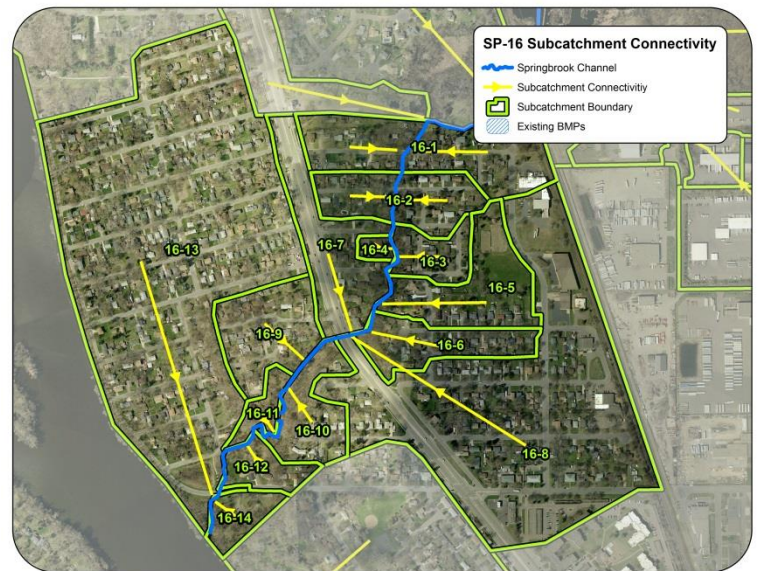 SP-16 Subcatchment Connectivity
Springbrook Channel
Subcatchment Connectivitiy
Subcatchment Boundary
Existing BMPs
16-1
16-2
16-7
16-4
16-3
16-13
16-5
16-9
16-6
16-11
16-10
16-8
16-12
16-14